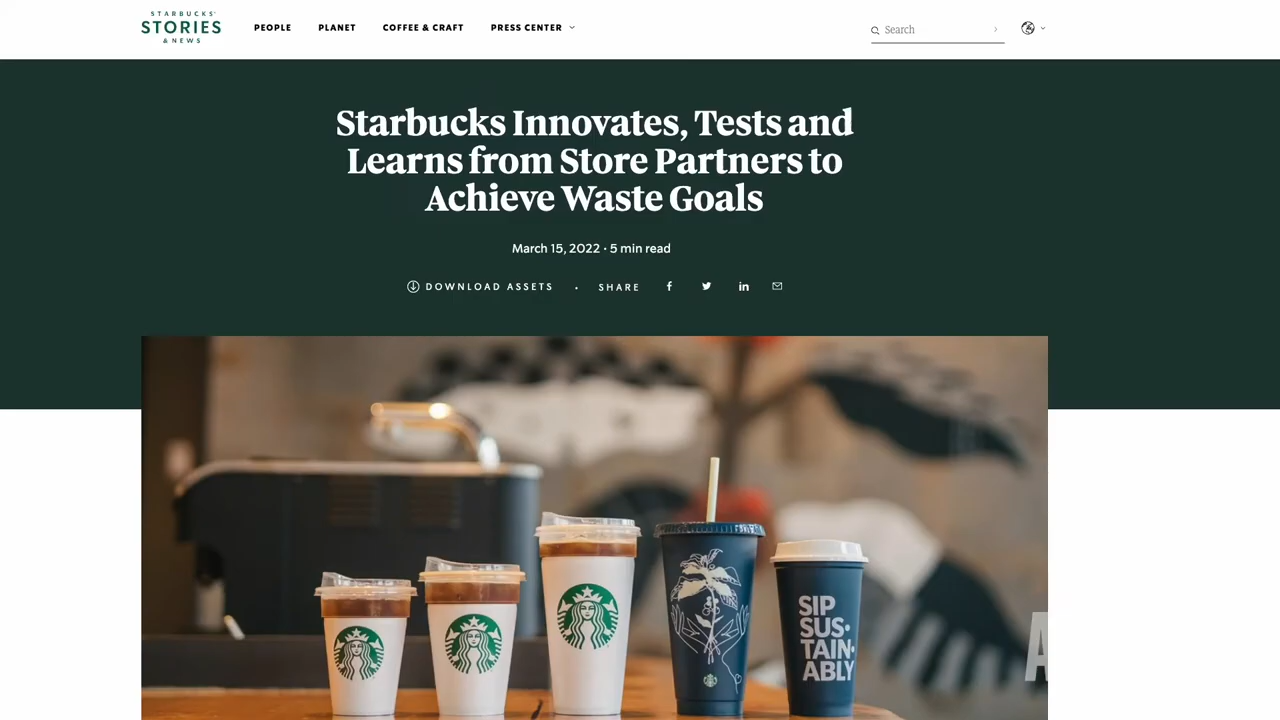 STARBUCKS
STORIES
& NEWS
PEOPLE
PLANET
COFFEE & CRAFT
PRESS CENTER
Search
Starbucks Innovates, Tests and
Learns from Store Partners to
Achieve Waste Goals
March 15, 2022 • 5 min read
DOWNLOAD ASSETS
•
SHARE
SIP
SUS•
TAIN•
ABLY